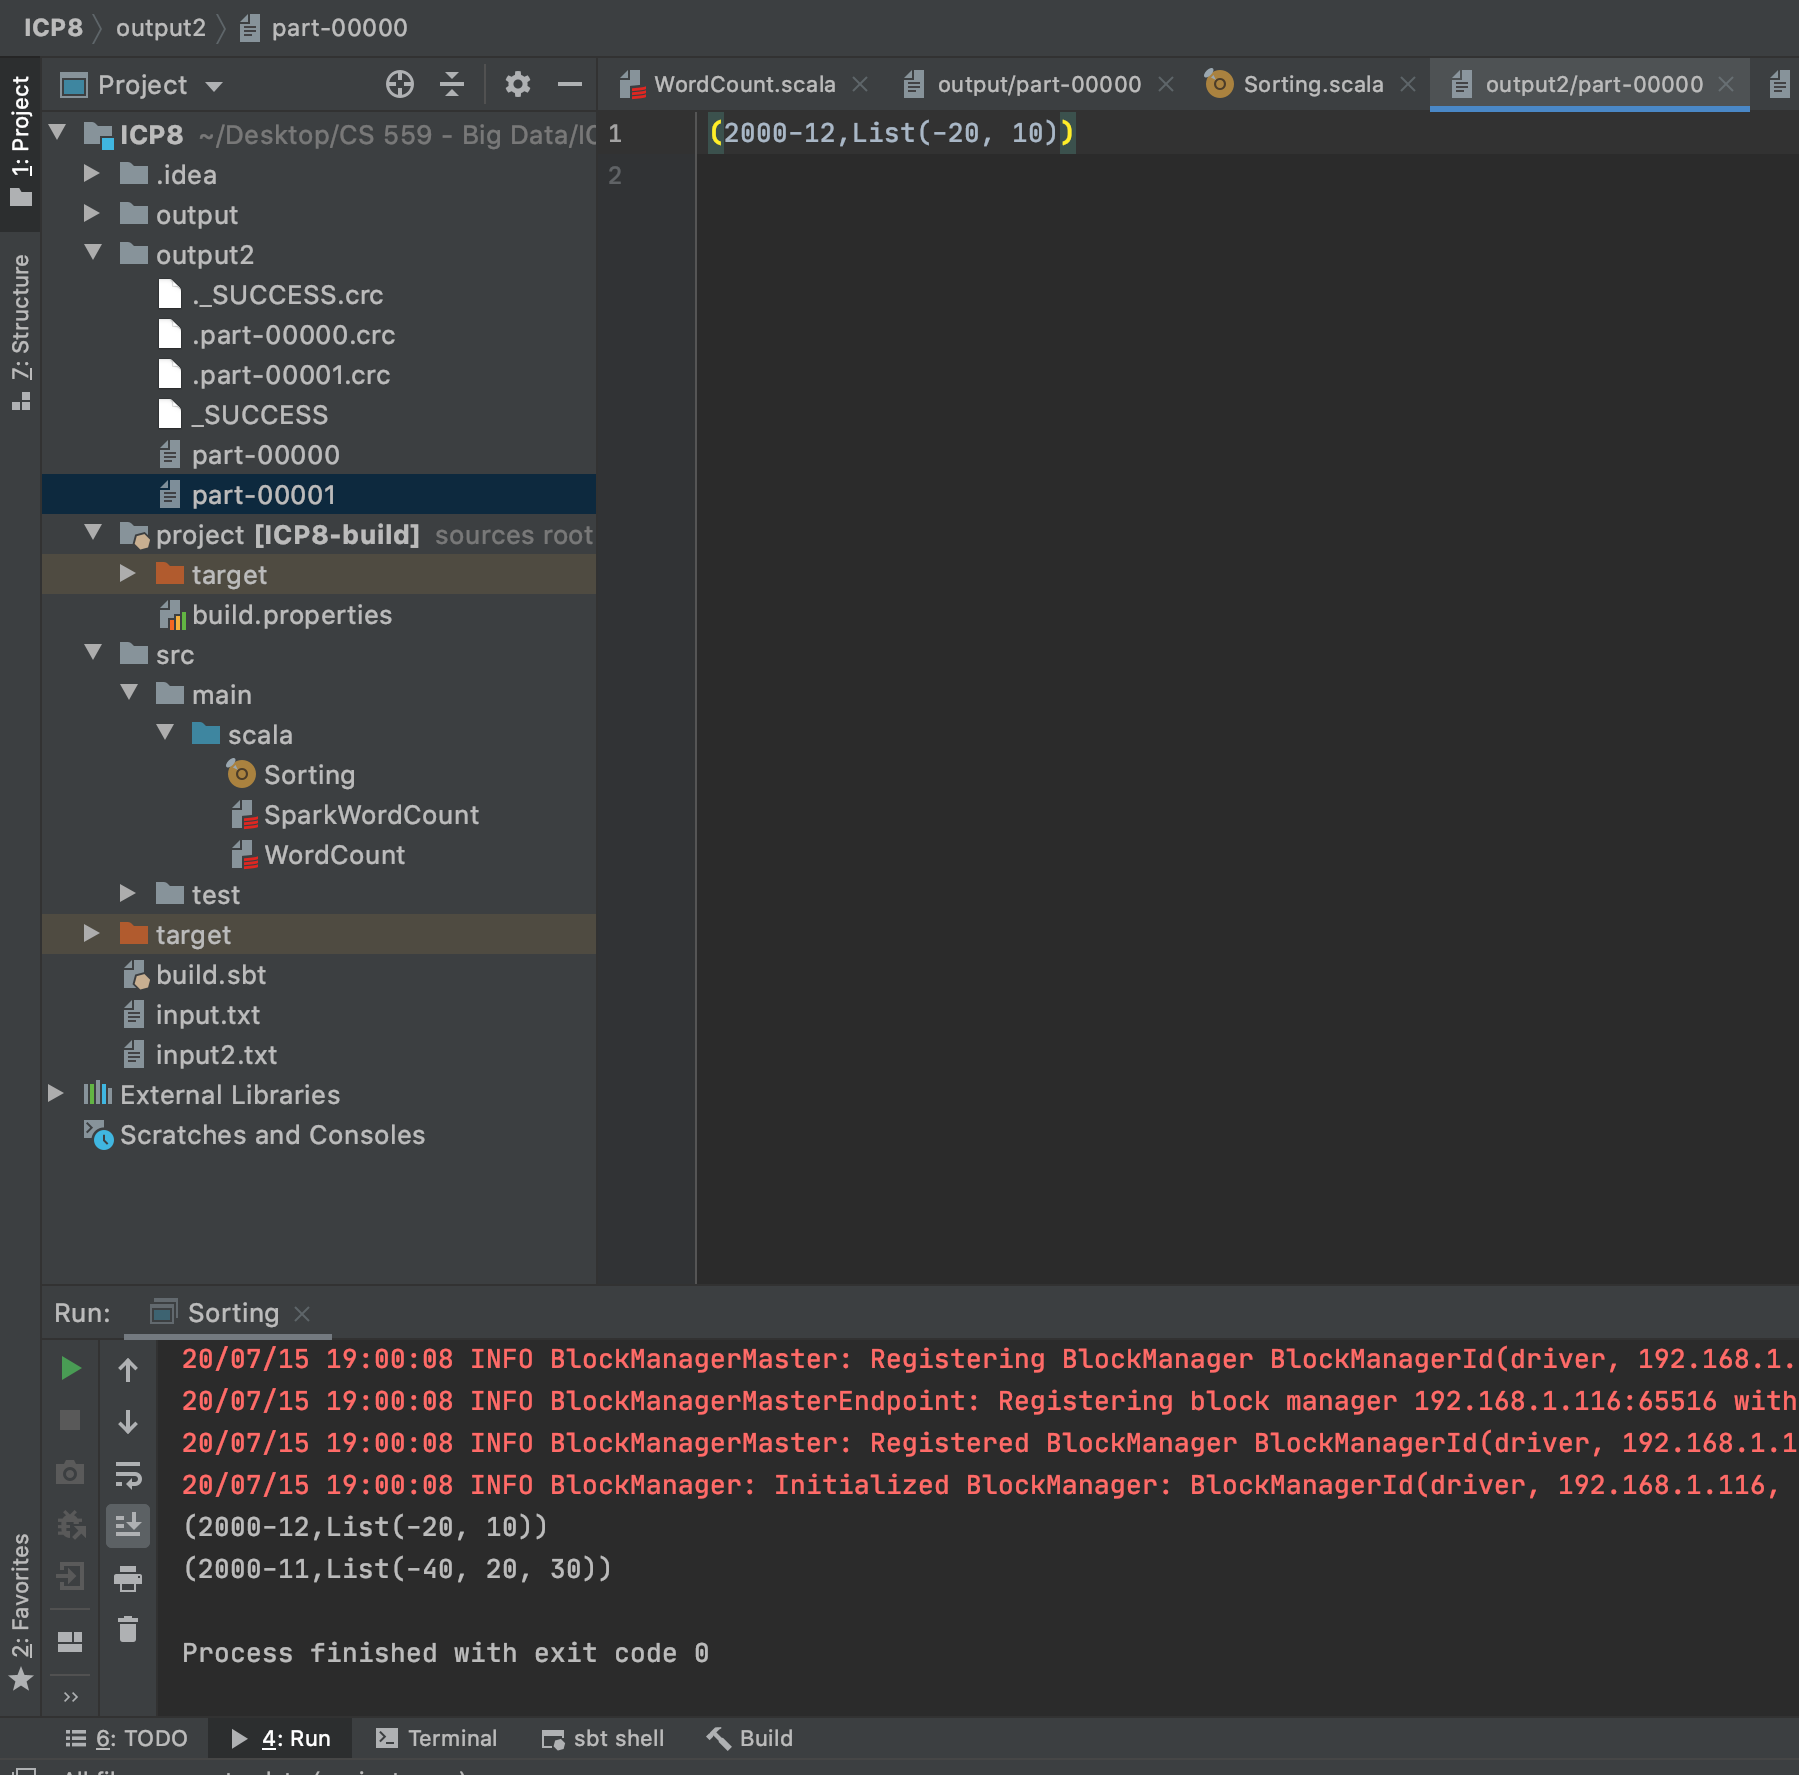 ICP8 output2 part-00000
1: Project
7: Structure
2: Favorites
Project
WordCount.scala output/part-00000 Sorting.scala output2/part-00000
ICP8 ~/Desktop/CS 559 - Big Data/IC
.idea
output
output2
._SUCCESS.crc
.part-00000.crc
.part-00001.crc
_SUCCESS
part-00000
part-00001
project [ICP8-build] sources root
target
build.properties
src
main
scala
Sorting
SparkWordCount
WordCount
test
target
build.sbt
input.txt
input2.txt
External Libraries
Scratches and Consoles
1 (2000-12,List(-20, 10))
2
Run: Sorting
20/07/15 19:00:08 INFO BlockManagerMaster: Registering BlockManager BlockManagerId(driver, 192.168.1.
20/07/15 19:00:08 INFO BlockManagerMasterEndpoint: Registering block manager 192.168.1.116:65516 with
20/07/15 19:00:08 INFO BlockManagerMaster: Registered BlockManager BlockManagerId(driver, 192.168.1.1
20/07/15 19:00:08 INFO BlockManager: Initialized BlockManager: BlockManagerId(driver, 192.168.1.116,
(2000-12,List(-20, 10))
(2000-11,List(-40, 20, 30))
Process finished with exit code 0
6: TODO 4: Run Terminal sbt shell Build